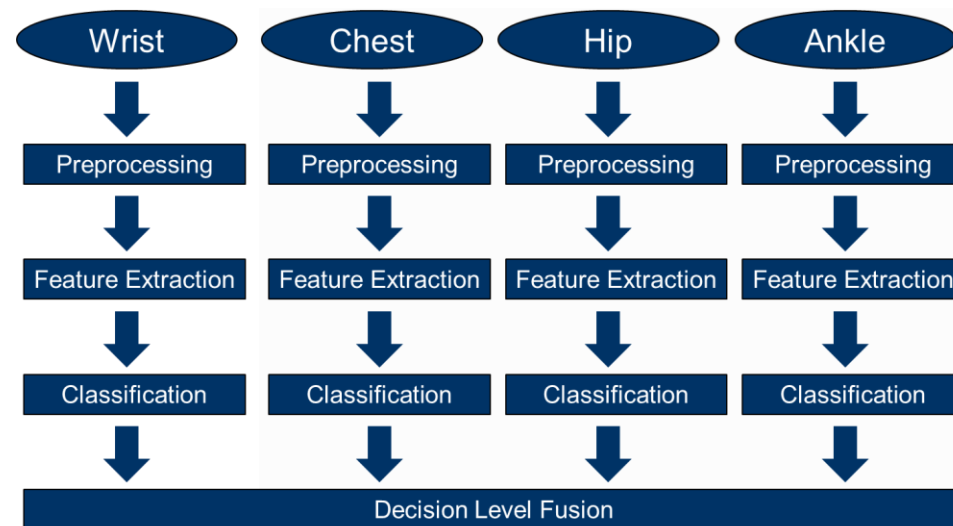 Wrist Chest Hip Ankle
Preprocessing Preprocessing Preprocessing Preprocessing
Feature Extraction Feature Extraction Feature Extraction Feature Extraction
Classification Classification Classification Classification
Decision Level Fusion